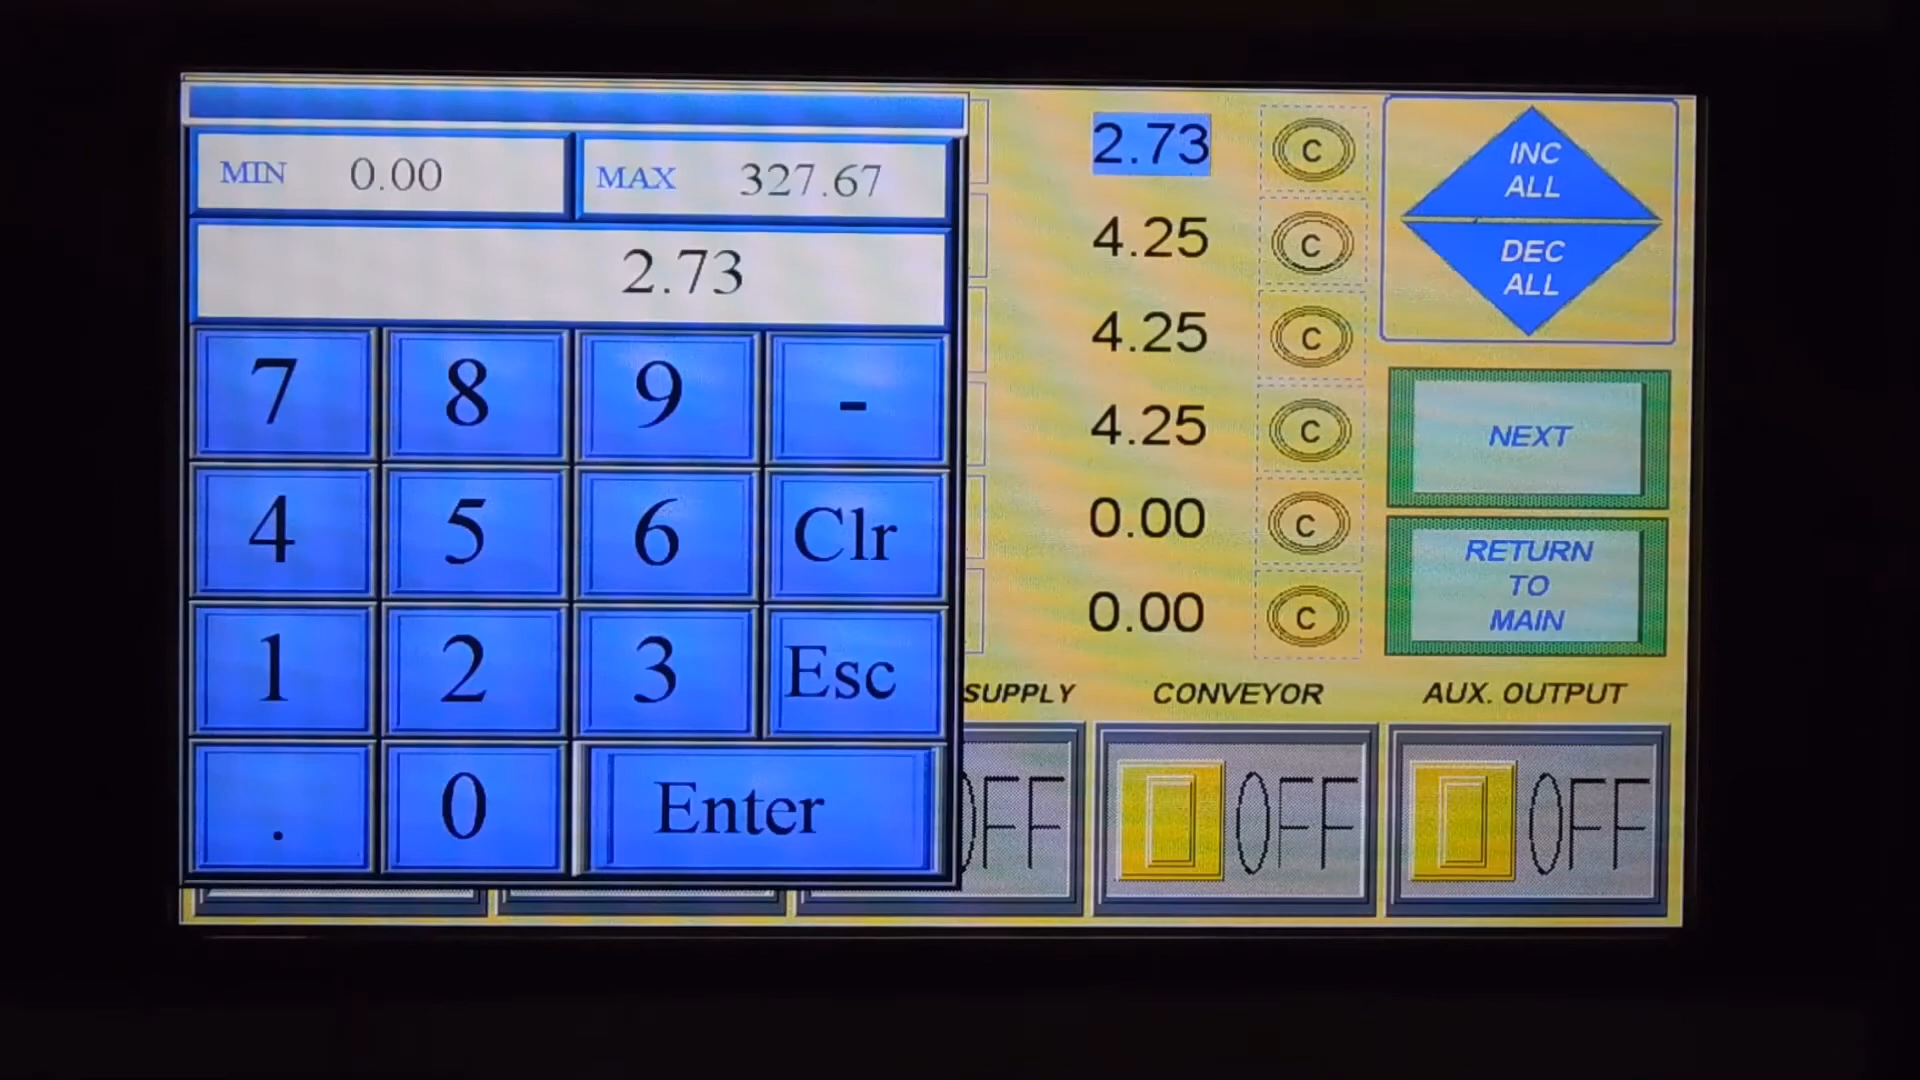 MIN 0.00 MAX 327.67
2.73
7 8 9 -
4 5 6 Clr
1 2 3 Esc
. 0 Enter
2.73 C
4.25 C
4.25 C
4.25 C
0.00 C
0.00 C
INC
ALL
DEC
ALL
NEXT
RETURN
TO
MAIN
SUPPLY CONVEYOR AUX. OUTPUT
OFF OFF OFF